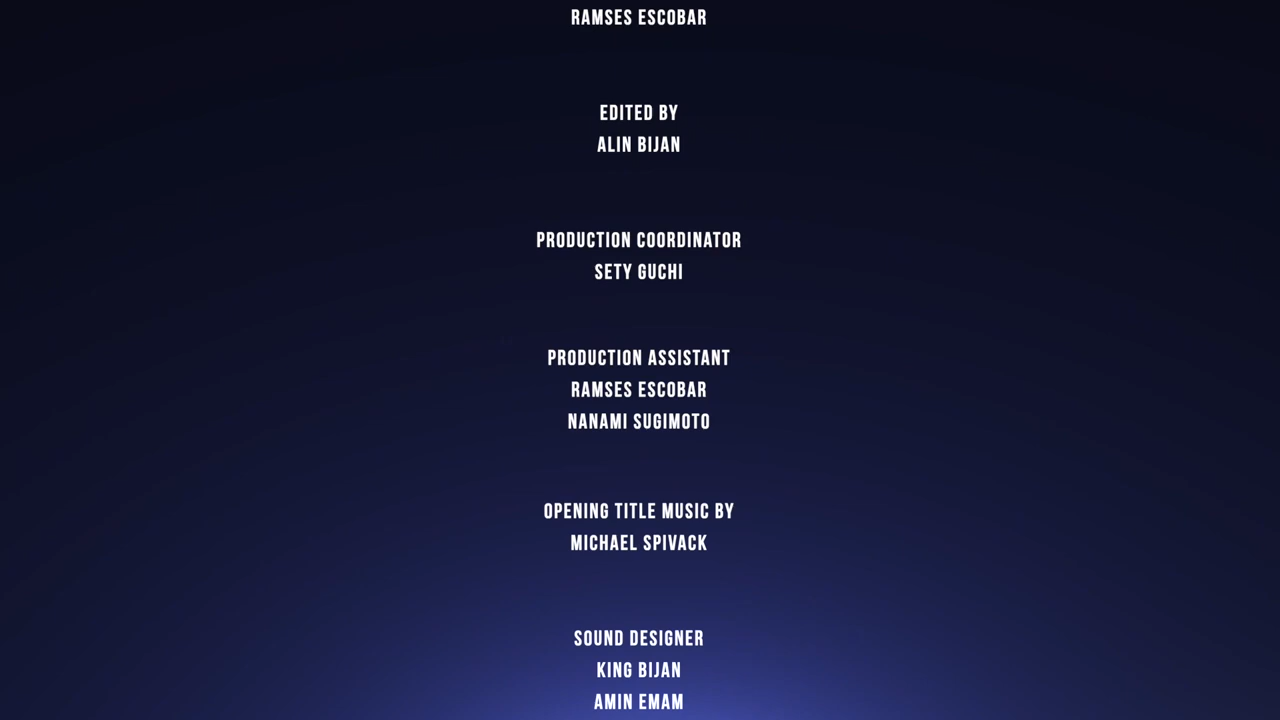 RAMSES ESCOBAR
EDITED BY
ALIN BIJAN
PRODUCTION COORDINATOR
SETY GUCHI
PRODUCTION ASSISTANT
RAMSES ESCOBAR
NANAMI SUGIMOTO
OPENING TITLE MUSIC BY
MICHAEL SPIVACK
SOUND DESIGNER
KING BIJAN
AMIN EMAM